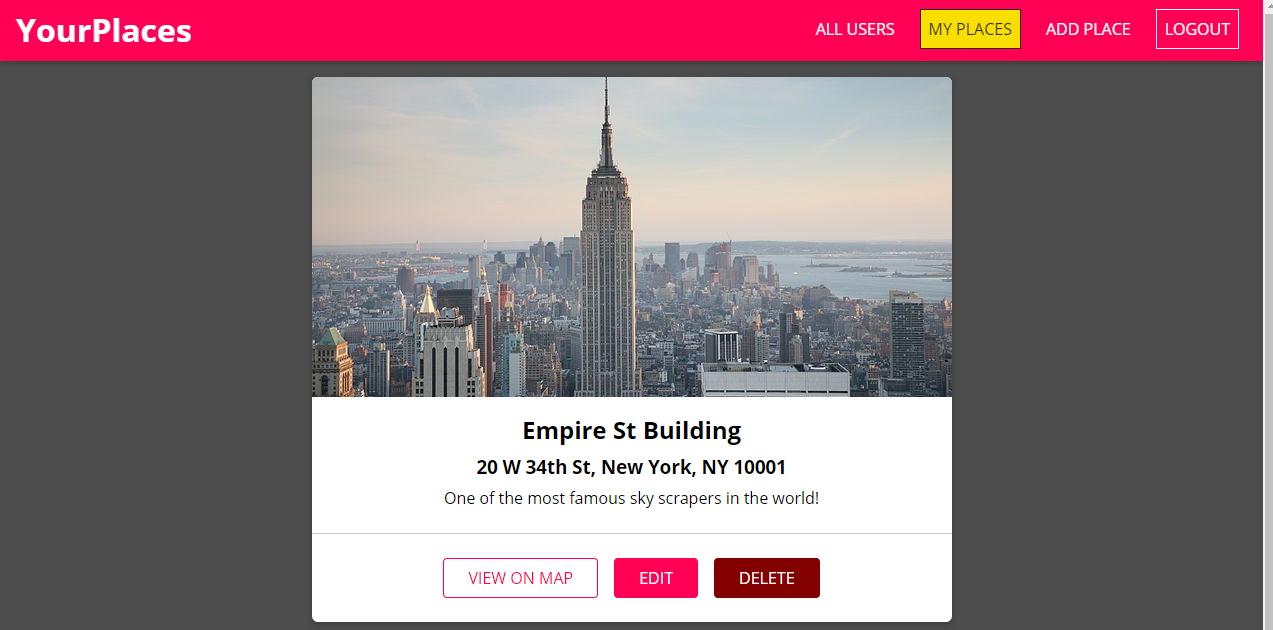 YourPlaces
ALL USERS
MY PLACES
ADD PLACE
LOGOUT
Empire St Building
20 W 34th St, New York, NY 10001
One of the most famous sky scrapers in the world!
VIEW ON MAP
EDIT
DELETE